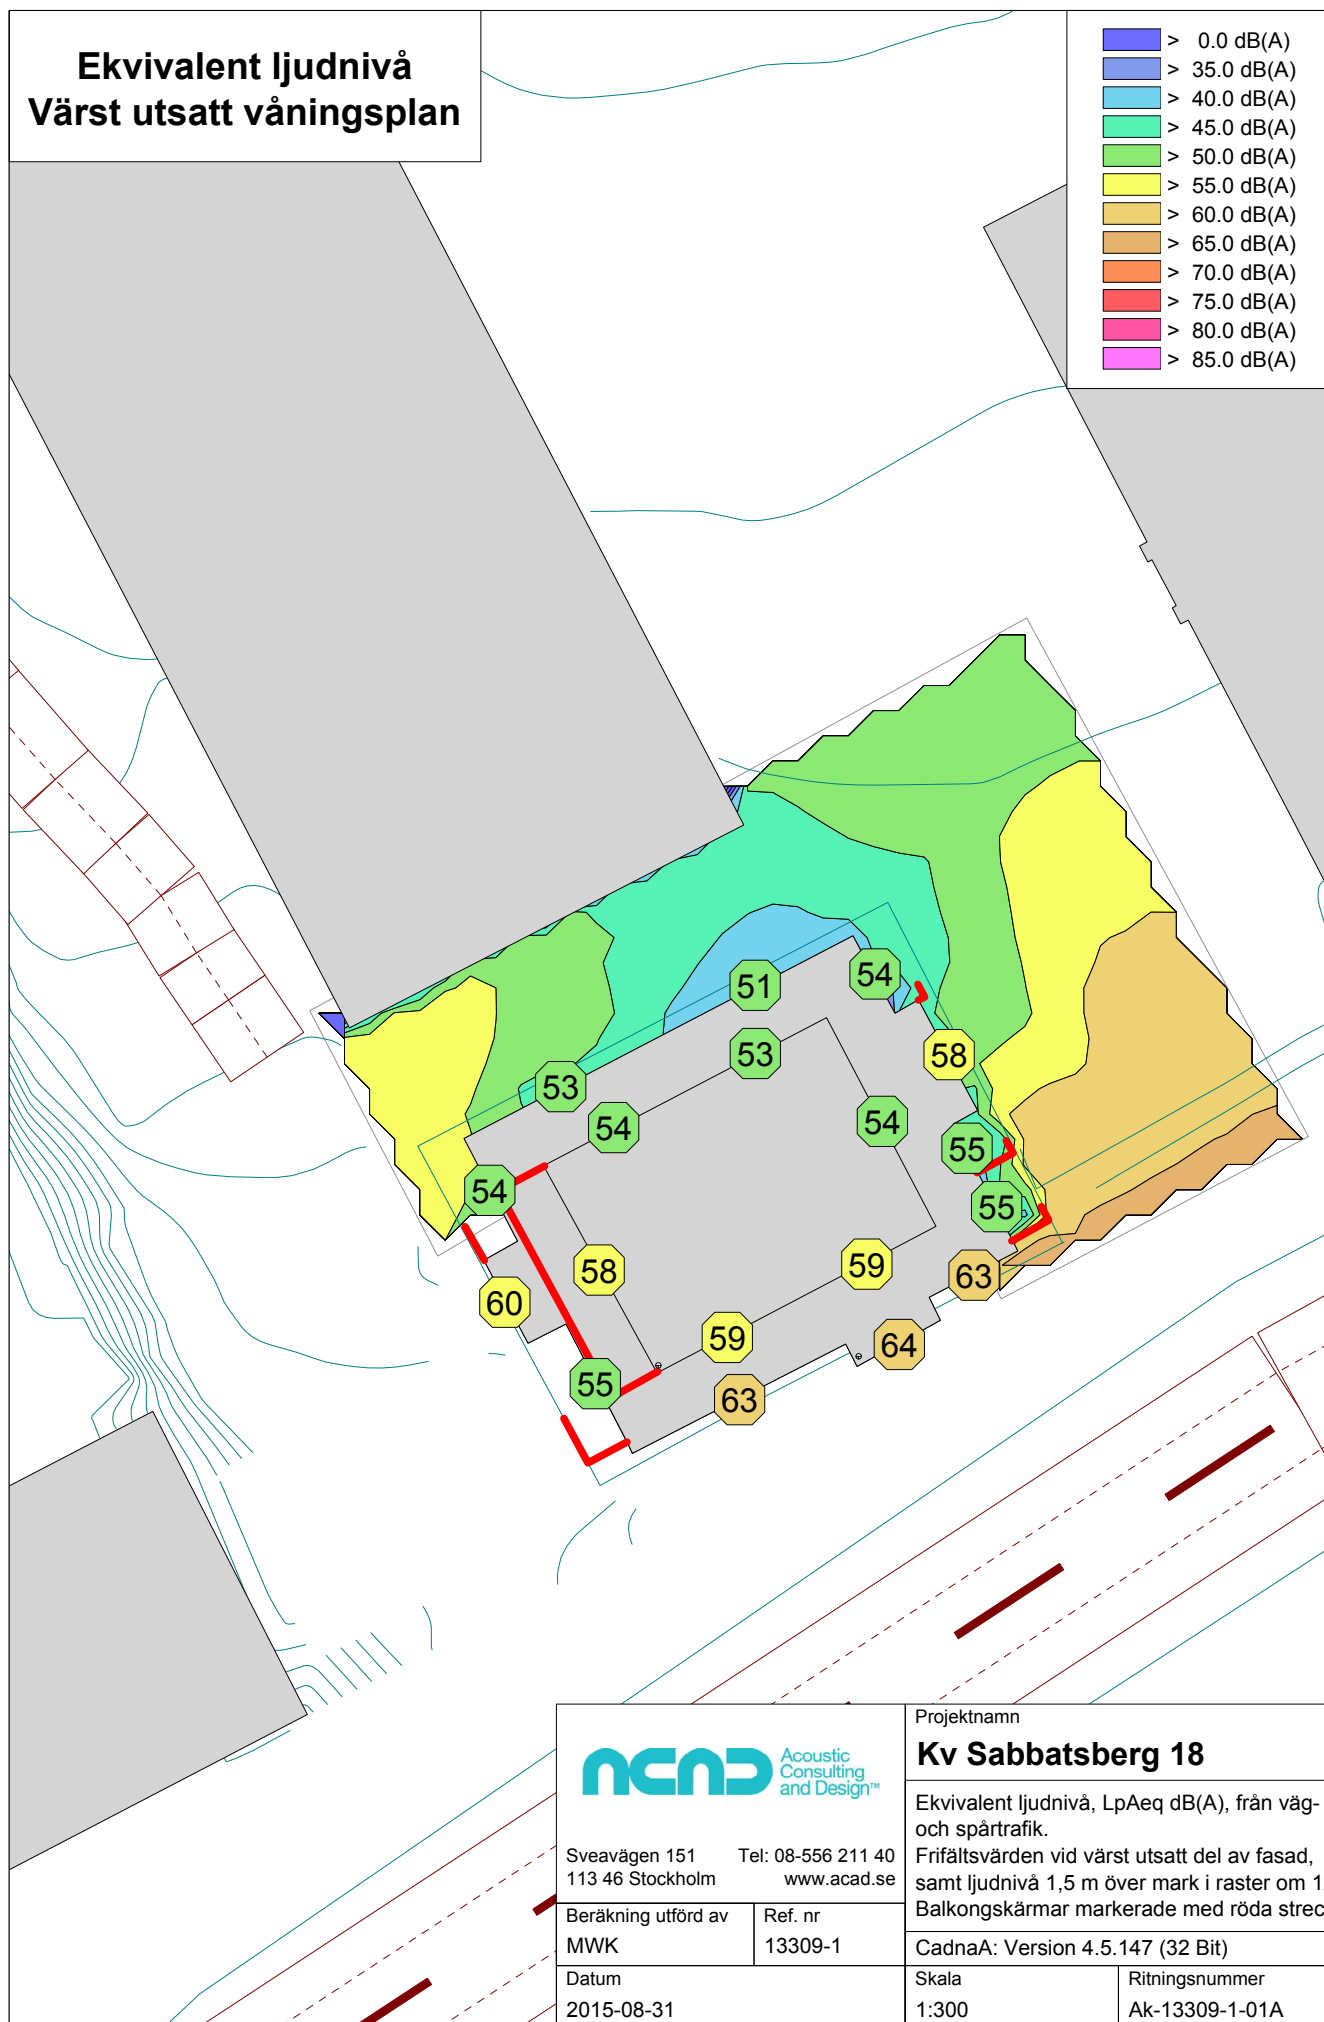 Ekvivalent ljudnivå
Värst utsatt våningsplan
> 0.0 dB(A)
> 35.0 dB(A)
> 40.0 dB(A)
> 45.0 dB(A)
> 50.0 dB(A)
> 55.0 dB(A)
> 60.0 dB(A)
> 65.0 dB(A)
> 70.0 dB(A)
> 75.0 dB(A)
> 80.0 dB(A)
> 85.0 dB(A)
51
54
53
58
53
54
54
55
54
55
58
59
63
60
59
64
55
63
ACAD
Acoustic
Consulting
and Design™
Sveavägen 151
113 46 Stockholm
Tel: 08-556 211 40
www.acad.se
Beräkning utförd av
MWK
Ref. nr
13309-1
Datum
2015-08-31
Projektnamn
Kv Sabbatsberg 18
Ekvivalent ljudnivå, LpAeq dB(A), från väg-
och spårtrafik.
Frifältsvärden vid värst utsatt del av fasad,
samt ljudnivå 1,5 m över mark i raster om
Balkongskärmar markerade med röda
CadnaA: Version 4.5.147 (32 Bit)
Skala
1:300
Ritningsnummer
Ak-13309-1-01A